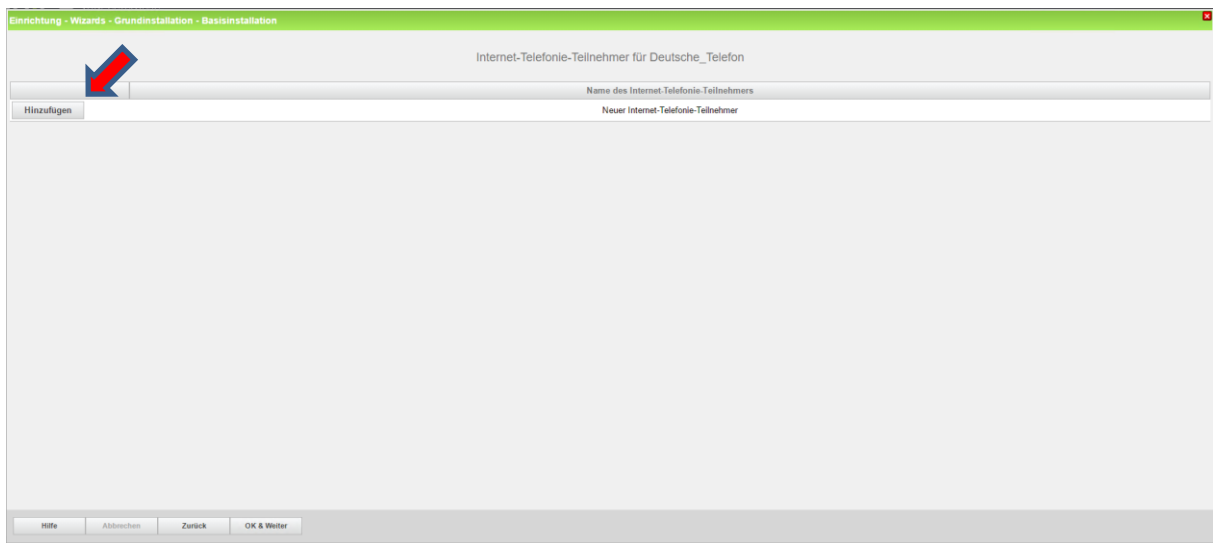 Einrichtung - Wizards - Grundinstallation - Basisinstallation
Internet-Telefonie-Teilnehmer für Deutsche_Telefon
Name des Internet-Telefonie-Teilnehmers
Hinzufügen
Neuer Internet-Telefonie-Teilnehmer
Hilfe
Abbrechen
Zurück
OK & Weiter